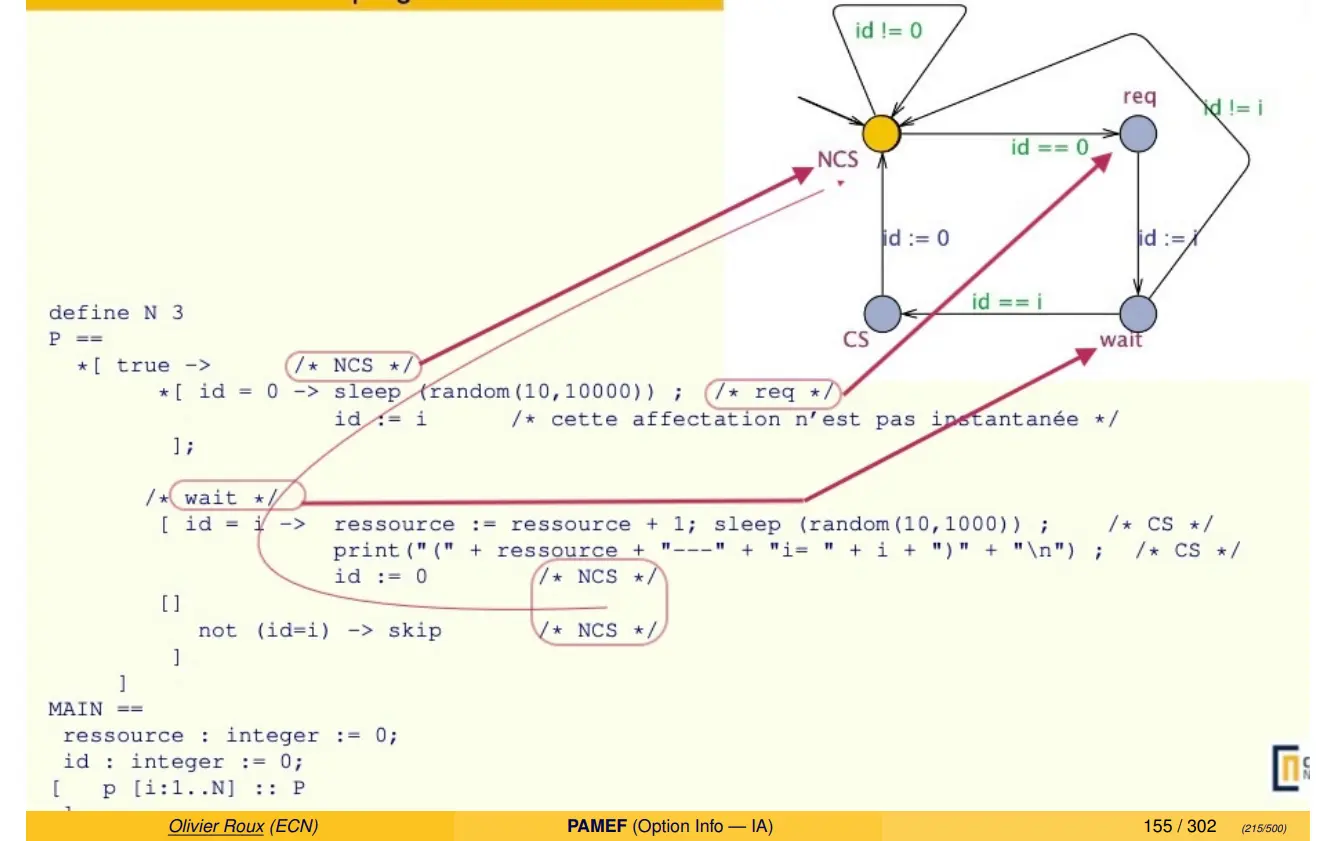 id != 0
req
id != i
id == 0
NCS
id := 0
id := i
id == i
CS
wait
define N 3
P ==
*[ true ->      /* NCS */
*[ id = 0 -> sleep (random(10,10000)) ;  /* req */
id := i      /* cette affectation n’est pas instantanée */
];
/* wait */
[ id = i ->  ressource := ressource + 1; sleep (random(10,1000)) ;    /* CS */
print("(" + ressource + "---" + "i= " + i + ")" + "\n") ;  /* CS */
id := 0        /* NCS */
[]
not (id=i) -> skip       /* NCS */
]
]
MAIN ==
ressource : integer := 0;
id : integer := 0;
[   p [i:1..N] :: P
Olivier Roux (ECN)
PAMEF (Option Info — IA)
155 / 302
(215/500)